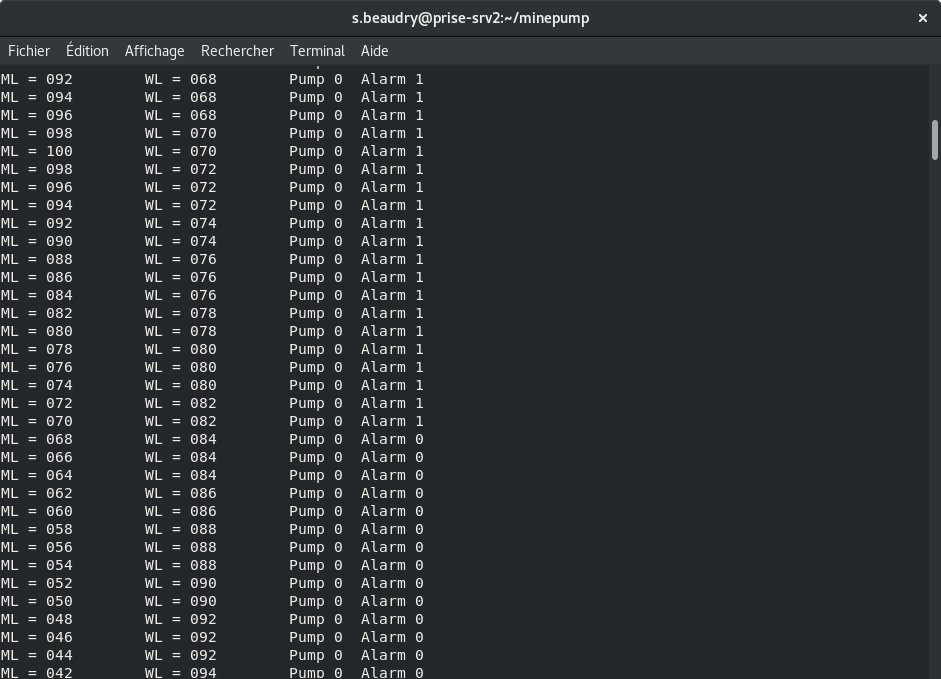 s.beaudry@prise-srv2:~/minepump ×
Fichier Édition Affichage Rechercher Terminal Aide
ML = 092 WL = 068 Pump 0 Alarm 1
ML = 094 WL = 068 Pump 0 Alarm 1
ML = 096 WL = 068 Pump 0 Alarm 1
ML = 098 WL = 070 Pump 0 Alarm 1
ML = 100 WL = 070 Pump 0 Alarm 1
ML = 098 WL = 072 Pump 0 Alarm 1
ML = 096 WL = 072 Pump 0 Alarm 1
ML = 094 WL = 072 Pump 0 Alarm 1
ML = 092 WL = 074 Pump 0 Alarm 1
ML = 090 WL = 074 Pump 0 Alarm 1
ML = 088 WL = 076 Pump 0 Alarm 1
ML = 086 WL = 076 Pump 0 Alarm 1
ML = 084 WL = 076 Pump 0 Alarm 1
ML = 082 WL = 078 Pump 0 Alarm 1
ML = 080 WL = 078 Pump 0 Alarm 1
ML = 078 WL = 080 Pump 0 Alarm 1
ML = 076 WL = 080 Pump 0 Alarm 1
ML = 074 WL = 080 Pump 0 Alarm 1
ML = 072 WL = 082 Pump 0 Alarm 1
ML = 070 WL = 082 Pump 0 Alarm 1
ML = 068 WL = 084 Pump 0 Alarm 0
ML = 066 WL = 084 Pump 0 Alarm 0
ML = 064 WL = 084 Pump 0 Alarm 0
ML = 062 WL = 086 Pump 0 Alarm 0
ML = 060 WL = 086 Pump 0 Alarm 0
ML = 058 WL = 088 Pump 0 Alarm 0
ML = 056 WL = 088 Pump 0 Alarm 0
ML = 054 WL = 088 Pump 0 Alarm 0
ML = 052 WL = 090 Pump 0 Alarm 0
ML = 050 WL = 090 Pump 0 Alarm 0
ML = 048 WL = 092 Pump 0 Alarm 0
ML = 046 WL = 092 Pump 0 Alarm 0
ML = 044 WL = 092 Pump 0 Alarm 0
ML = 042 WL = 094 Pump 0 Alarm 0